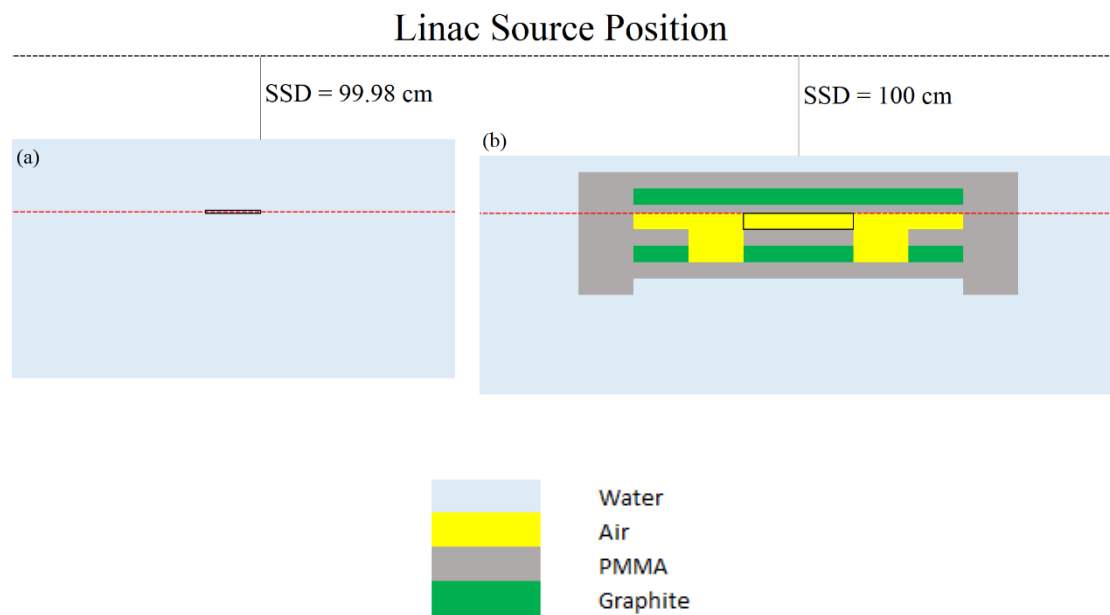 Linac Source Position
SSD = 99.98 cm
SSD = 100 cm
(a)
(b)
Water
Air
PMMA
Graphite